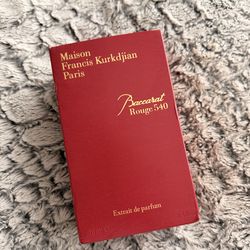 Maison
Francis Kurkdjian
Paris
Baccarat
Rouge 540
Extrait de parfum